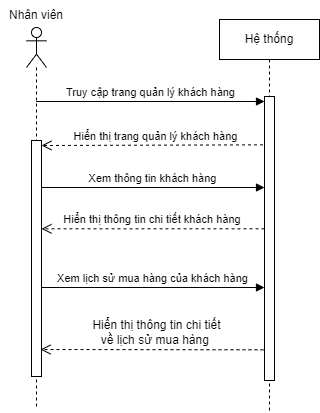 Nhân viên
Hệ thống
Truy cập trang quản lý khách hàng
Hiển thị trang quản lý khách hàng
Xem thông tin khách hàng
Hiển thị thông tin chi tiết khách hàng
Xem lịch sử mua hàng của khách hàng
Hiển thị thông tin chi tiết
về lịch sử mua hàng